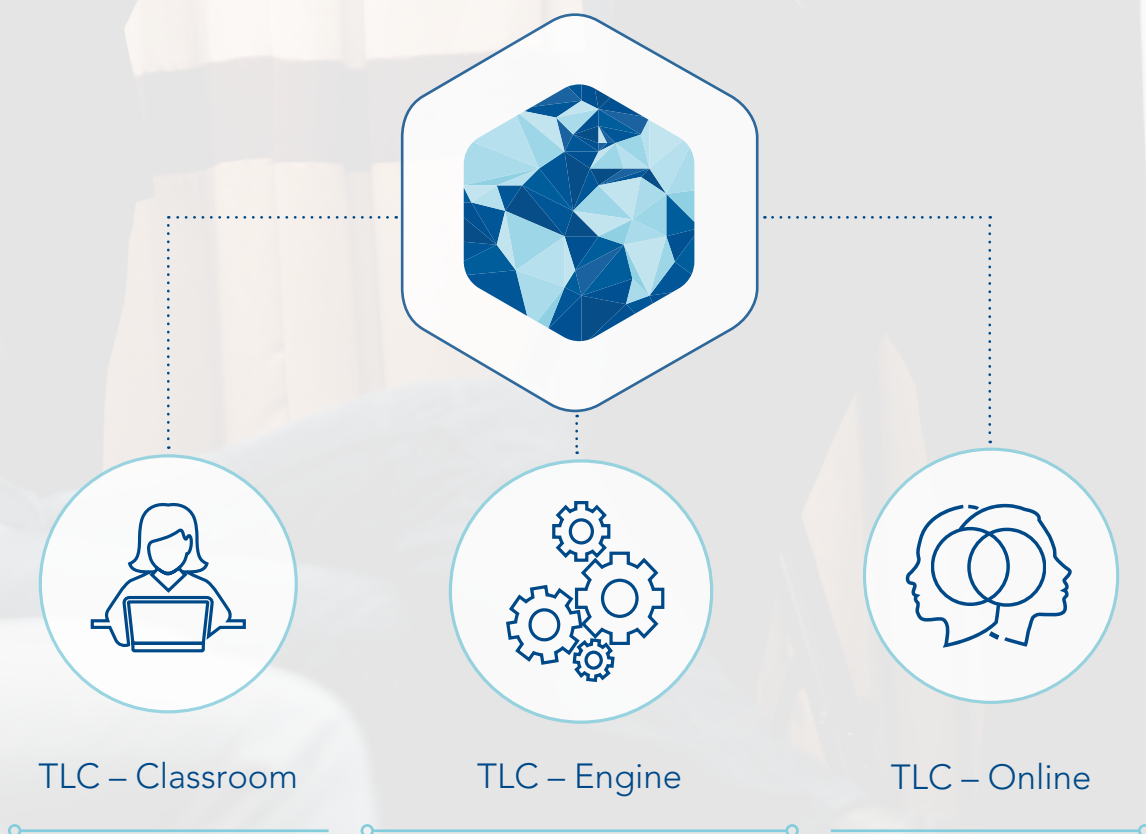 TLC – Classroom
TLC – Engine
TLC – Online